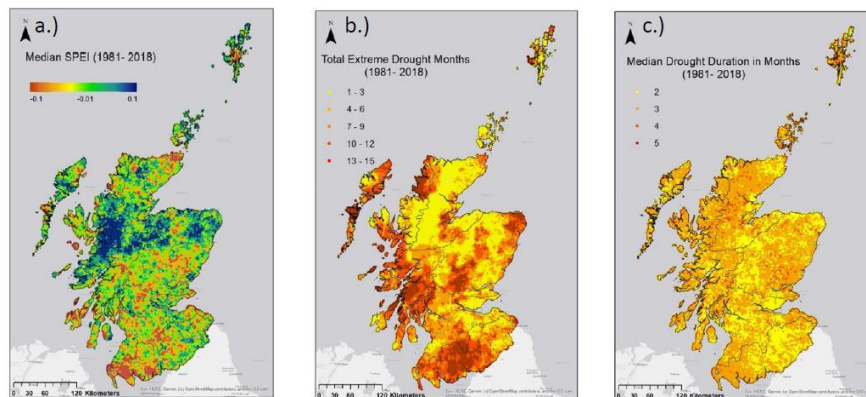 a.)
N
Median SPEI (1981- 2018)
-0.1 -0.01 0.1
0 30 60 120 Kilometers
b.)
N
Total Extreme Drought Months
(1981- 2018)
1 - 3
4 - 6
7 - 9
10 - 12
13 - 15
0 30 60 120 Kilometers
c.)
N
Median Drought Duration in Months
(1981- 2018)
2
3
4
5
0 30 60 120 Kilometers